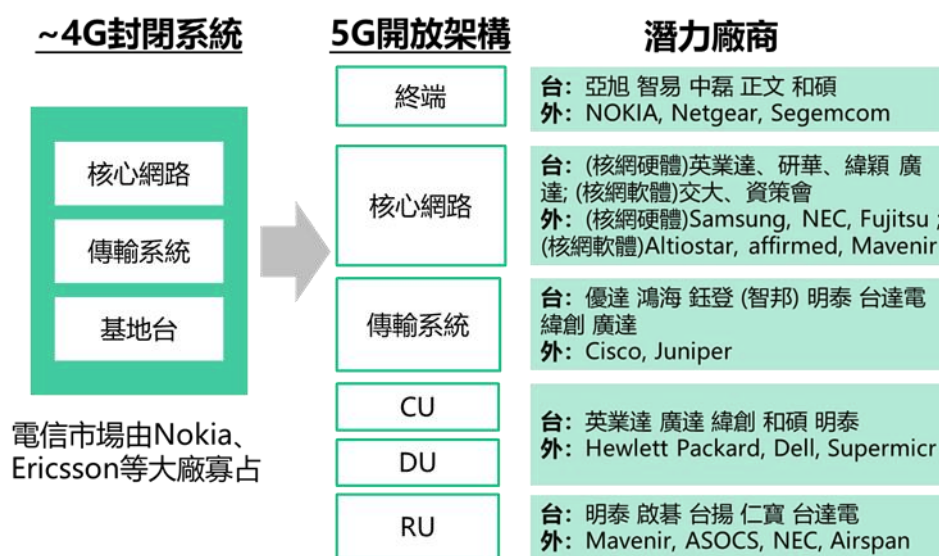 ~4G封閉系統
5G開放架構
潛力廠商
核心網路
傳輸系統
基地台
電信市場由Nokia、
Ericsson等大廠寡占
終端
台：亞旭 智易 中磊 正文 和碩
外：NOKIA, Netgear, Segemcom
核心網路
台：(核網硬體)英業達、研華、緯穎 廣
達; (核網軟體)交大、資策會
外：(核網硬體)Samsung, NEC, Fujitsu ;
(核網軟體)Altiostar, affirmed, Mavenir
傳輸系統
台：優達 鴻海 鈺登 (智邦) 明泰 台達電
緯創 廣達
外：Cisco, Juniper
CU
DU
台：英業達 廣達 緯創 和碩 明泰
外：Hewlett Packard, Dell, Supermicr
RU
台：明泰 啟碁 台揚 仁寶 台達電
外：Mavenir, ASOCS, NEC, Airspan